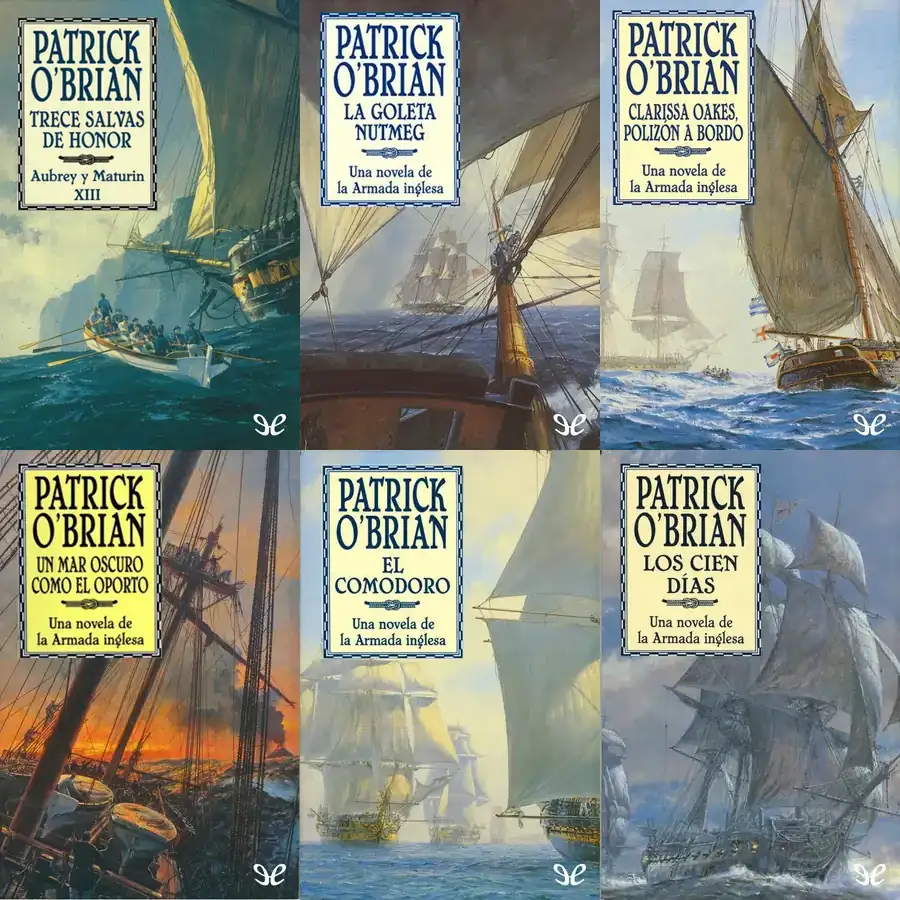 PATRICK
O'BRIAN
TRECE SALVAS
DE HONOR
Aubrey y Maturin
XIII
PATRICK
O'BRIAN
LA GOLETA
NUTMEG
Una novela de
la Armada inglesa
PATRICK
O'BRIAN
CLARISSA OAKES,
POLIZÓN A BORDO
Una novela de
la Armada inglesa
PATRICK
O'BRIAN
UN MAR OSCURO
COMO EL OPORTO
Una novela de
la Armada inglesa
PATRICK
O'BRIAN
EL
COMODORO
Una novela de
la Armada inglesa
PATRICK
O'BRIAN
LOS CIEN
DÍAS
Una novela de
la Armada inglesa